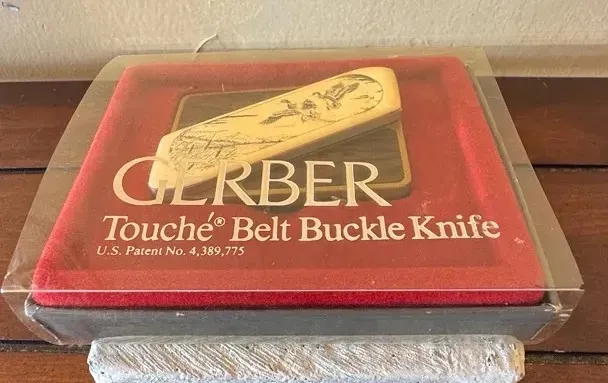 GERBER
Touché® Belt Buckle Knife
U.S. Patent No. 4,389,775